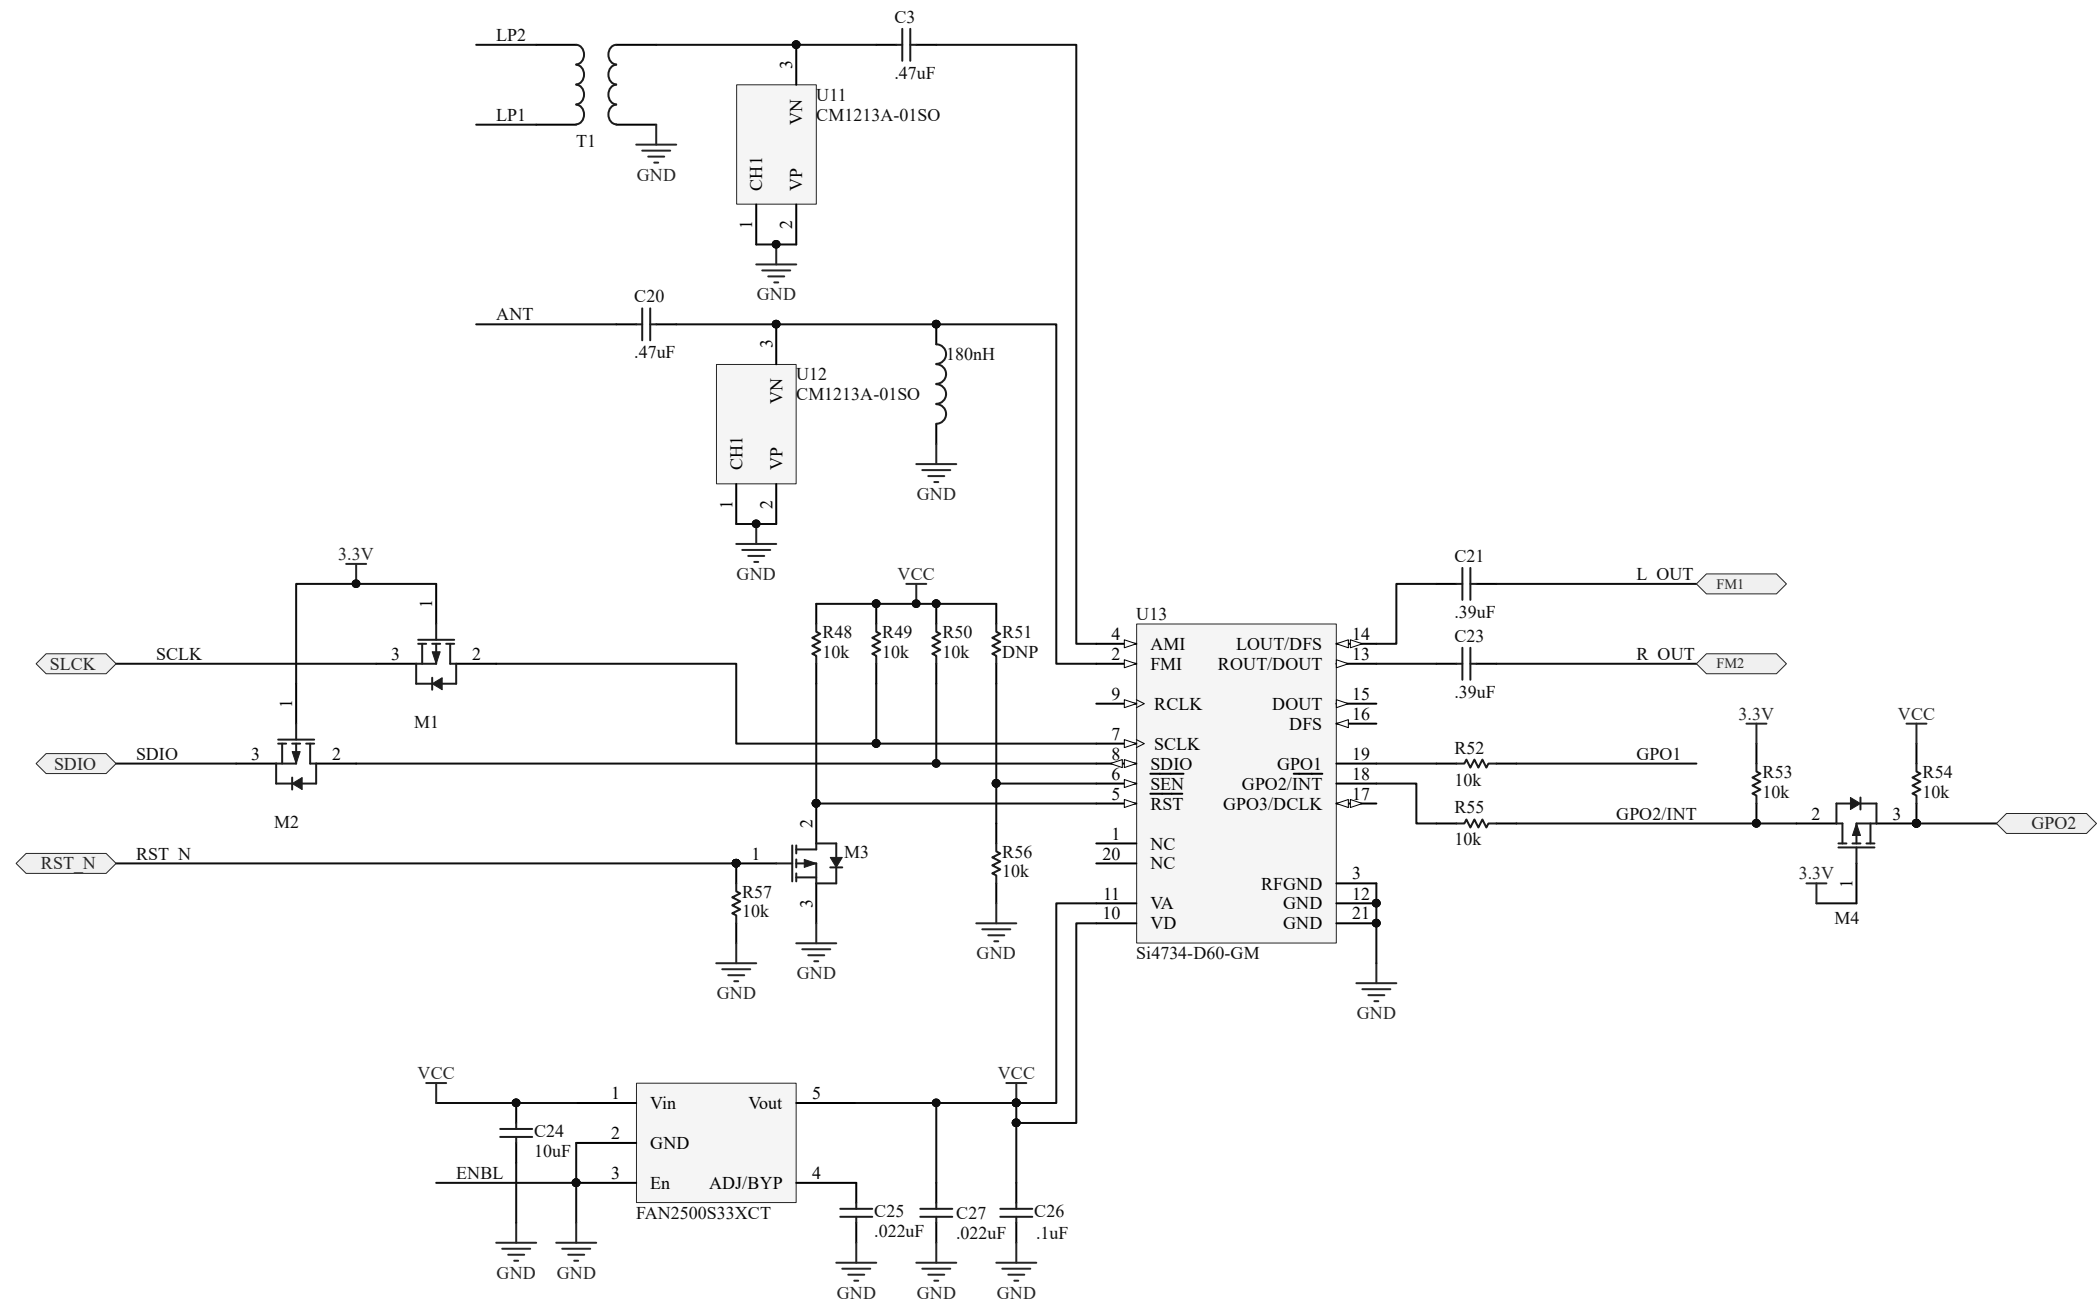 C3
LP2
.47uF
3
U11
CM1213A-01SO
VN
LP1
T1
GND
CH1
VP
1
2
GND
C20
ANT
.47uF
3
180nH
U12
CM1213A-01SO
VN
CH1
VP
1
2
GND
GND
3.3V
1
SLCK
SCLK
3
2
M1
1
SDIO
SDIO
3
2
M2
RST_N
RST_N
1
R57
10k
GND
VCC
R48
10k
R49
10k
R50
10k
R51
DNP
2
M3
3
GND
R56
10k
GND
U13
4
AMI
2
FMI
9
RCLK
7
SCLK
8
SDIO
6
SEN
5
RST
1
NC
20
NC
11
VA
10
VD
LOUT/DFS
14
ROUT/DOUT
13
DOUT
15
DFS
16
GPO1
19
GPO2/INT
18
GPO3/DCLK
17
RFGND
3
GND
12
GND
21
Si4734-D60-GM
GND
C21
.39uF
L_OUT
FM1
C23
.39uF
R_OUT
FM2
R52
10k
GPO1
R55
10k
GPO2/INT
3.3V
R53
10k
VCC
R54
10k
2
3
GPO2
3.3V
1
M4
VCC
C24
10uF
ENBL
GND
GND
1
Vin
2
GND
3
En
Vout
5
ADJ/BYP
4
FAN2500S33XCT
VCC
C25
.022uF
C27
.022uF
C26
.1uF
GND
GND
GND